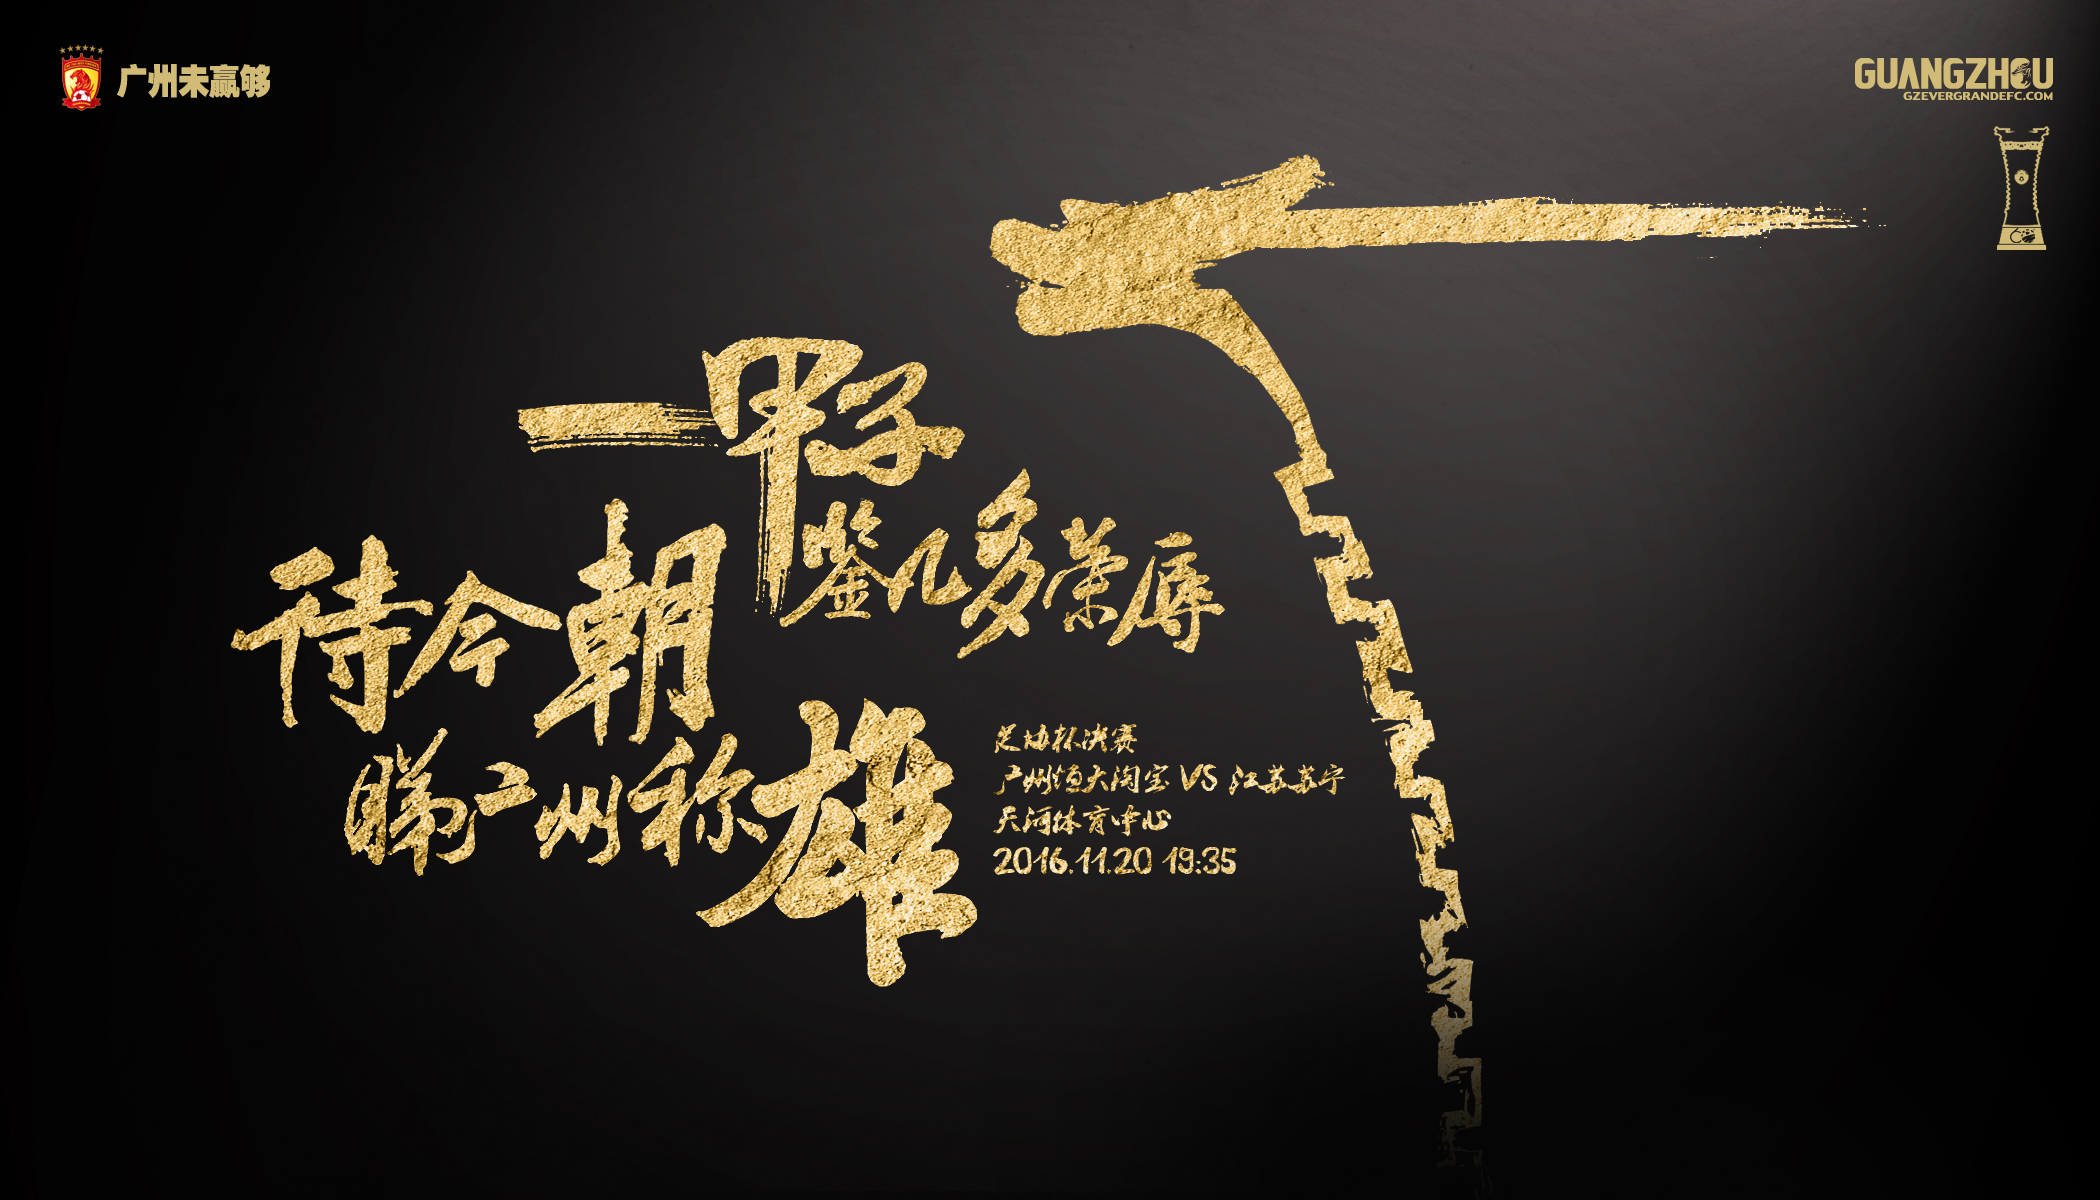 广州未赢够
GUANGZHOU
GZEVERGRANDEFC.COM
一甲子
鉴几多荣辱
待今朝
睇广州称雄
足协杯决赛
广州恒大淘宝 VS 江苏苏宁
天河体育中心
2016.11.20 19:35